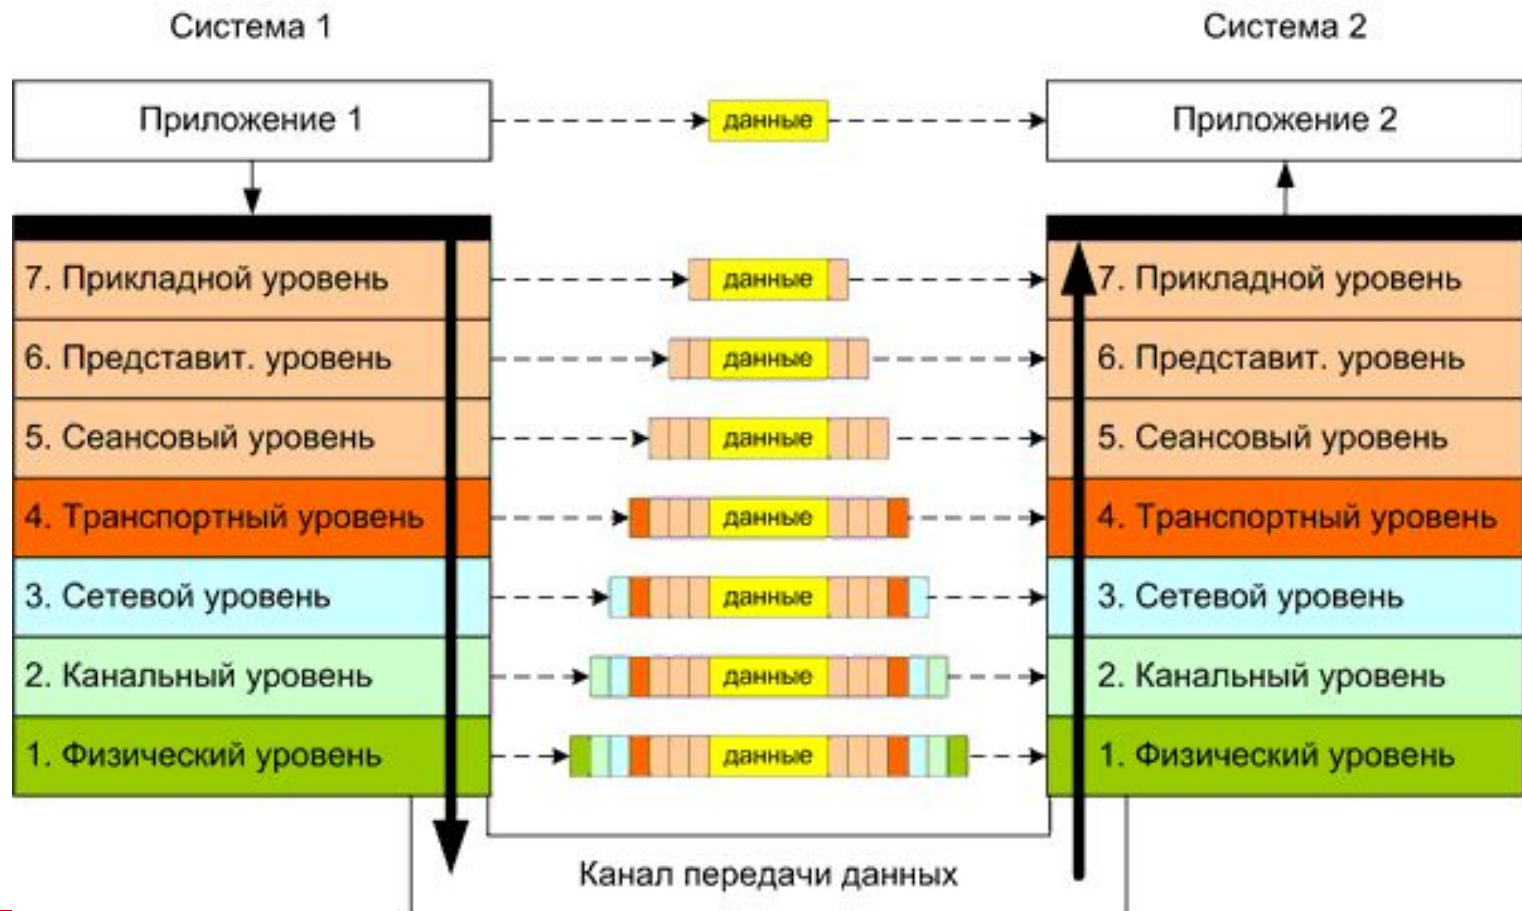 Система 1
Система 2
Приложение 1
данные
Приложение 2
7. Прикладной уровень
данные
7. Прикладной уровень
6. Представит. уровень
данные
6. Представит. уровень
5. Сеансовый уровень
данные
5. Сеансовый уровень
4. Транспортный уровень
данные
4. Транспортный уровень
3. Сетевой уровень
данные
3. Сетевой уровень
2. Канальный уровень
данные
2. Канальный уровень
1. Физический уровень
данные
1. Физический уровень
Канал передачи данных